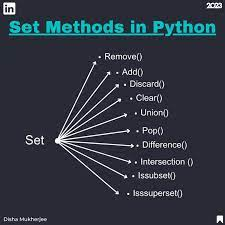 in
2023
Set Methods in Python
Remove()
Add()
Discard()
Clear()
Union()
Set
Pop()
Difference()
Intersection ()
Issubset()
Isssuperset()
Disha Mukherjee